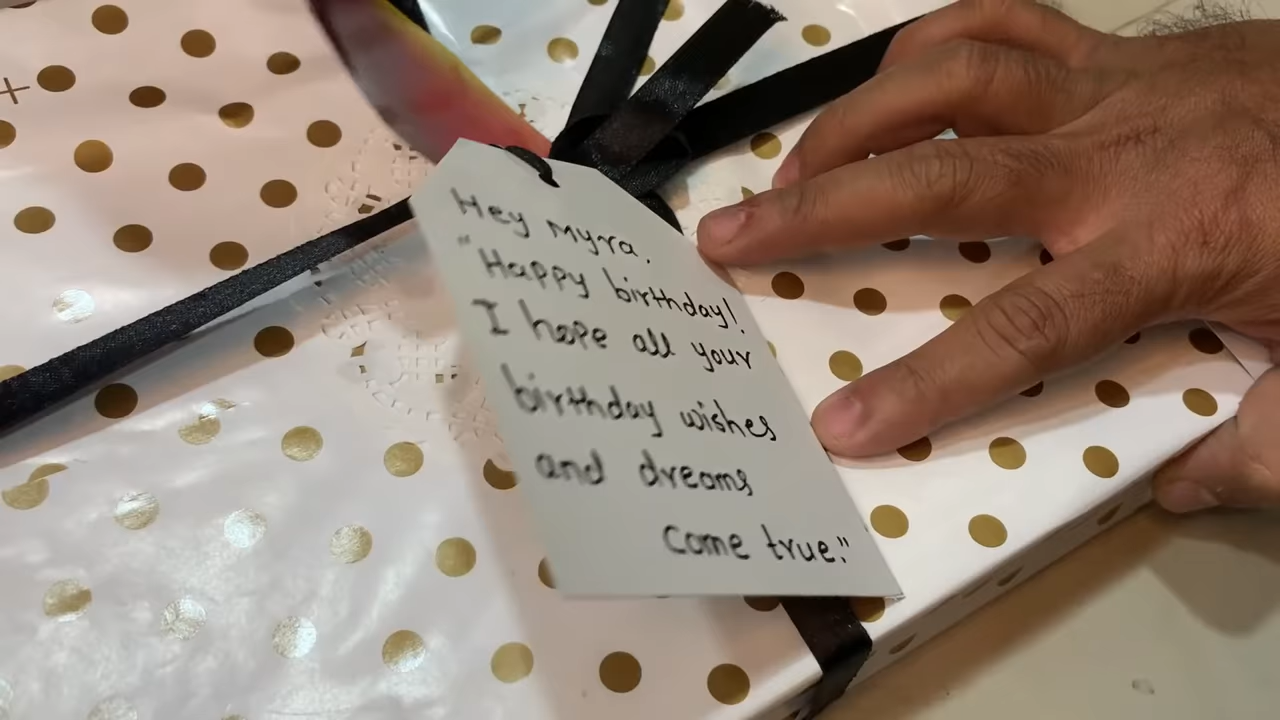 Hey Myra.
"Happy birthday!.
I hope all your
birthday wishes
and dreams
Come true."